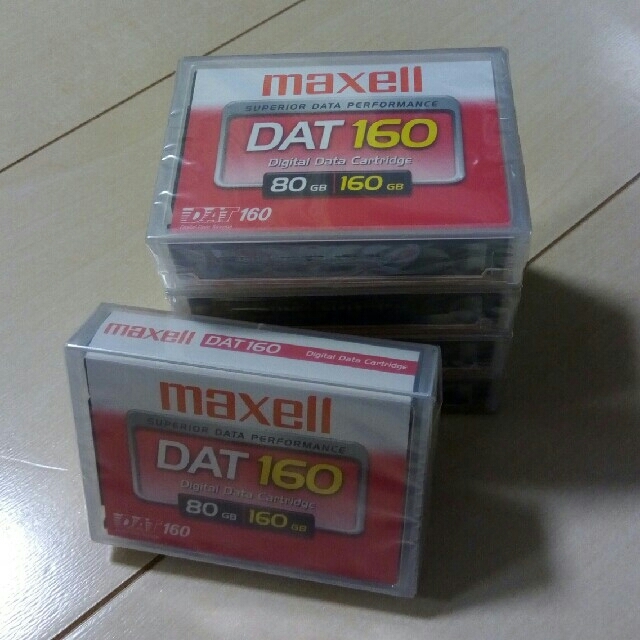 maxell
SUPERIOR DATA PERFORMANCE
DAT 160
Digital Data Cartridge
80 GB 160 GB
DAT 160
maxell DAT160 Digital Data Cartridge
maxell
SUPERIOR DATA PERFORMANCE
DAT 160
Digital Data Cartridge
80 GB 160 GB
DAT 160